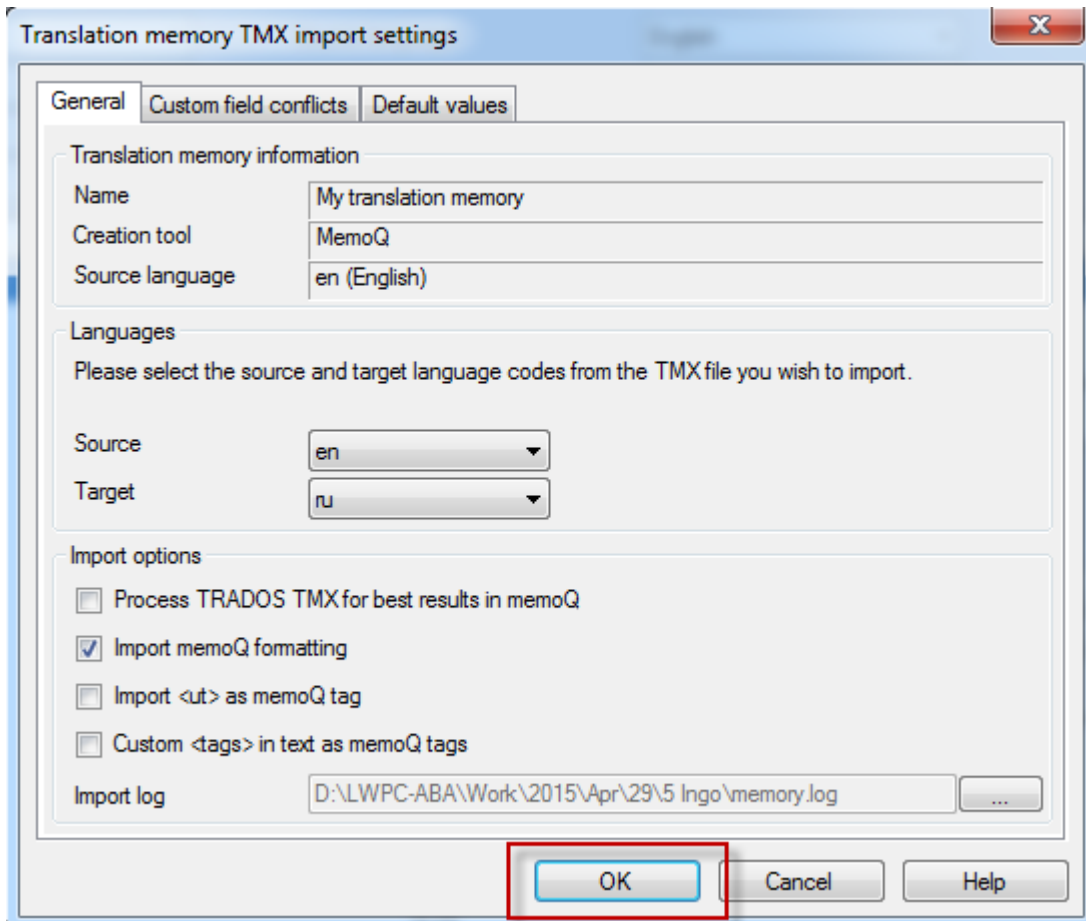 Translation memory TMX import settings
General Custom field conflicts Default values
Translation memory information
Name My translation memory
Creation tool MemoQ
Source language en (English)
Languages
Please select the source and target language codes from the TMX file you wish to import.
Source en
Target ru
Import options
Process TRADOS TMX for best results in memoQ
Import memoQ formatting
Import <ut> as memoQ tag
Custom <tags> in text as memoQ tags
Import log D:\LWPC-ABA\Work\2015\Apr\29\5 Ingo\memory.log ...
OK Cancel Help